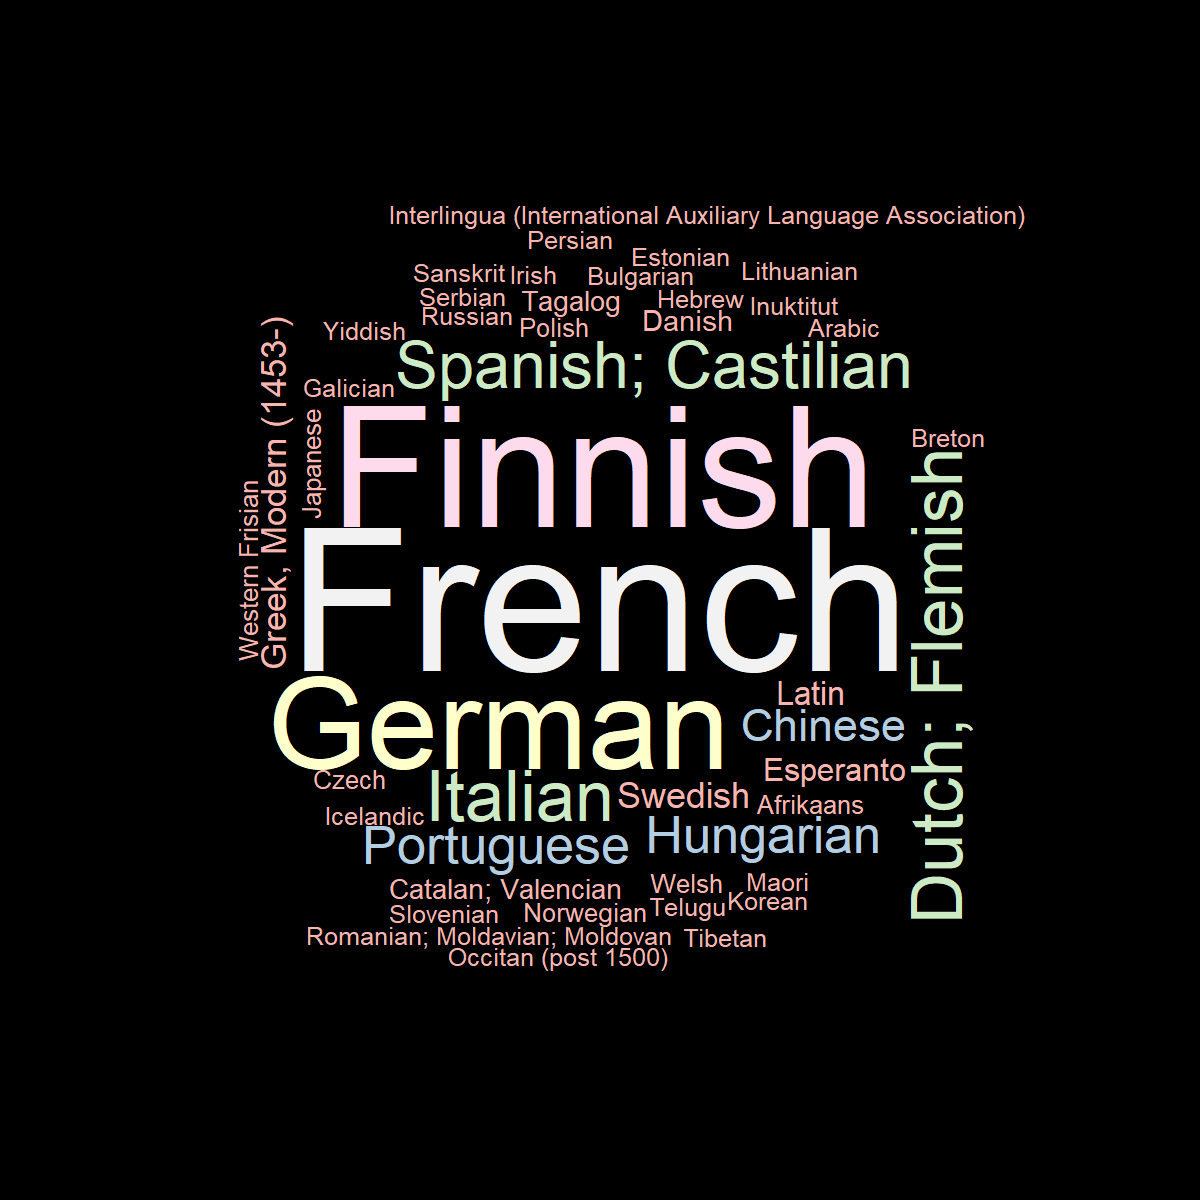 Interlingua (International Auxiliary Language Association)
Persian
Estonian
Sanskrit
Irish
Bulgarian
Lithuanian
Serbian
Tagalog
Hebrew
Inuktitut
Russian
Polish
Danish
Arabic
Yiddish
Spanish; Castilian
Galician
Japanese
Greek, Modern (1453-)
Western Frisian
Finnish
Breton
French
Dutch; Flemish
German
Latin
Chinese
Czech
Italian
Swedish
Esperanto
Afrikaans
Icelandic
Portuguese
Hungarian
Catalan; Valencian
Welsh
Maori
Slovenian
Norwegian
Telugu
Korean
Romanian; Moldavian; Moldovan
Tibetan
Occitan (post 1500)